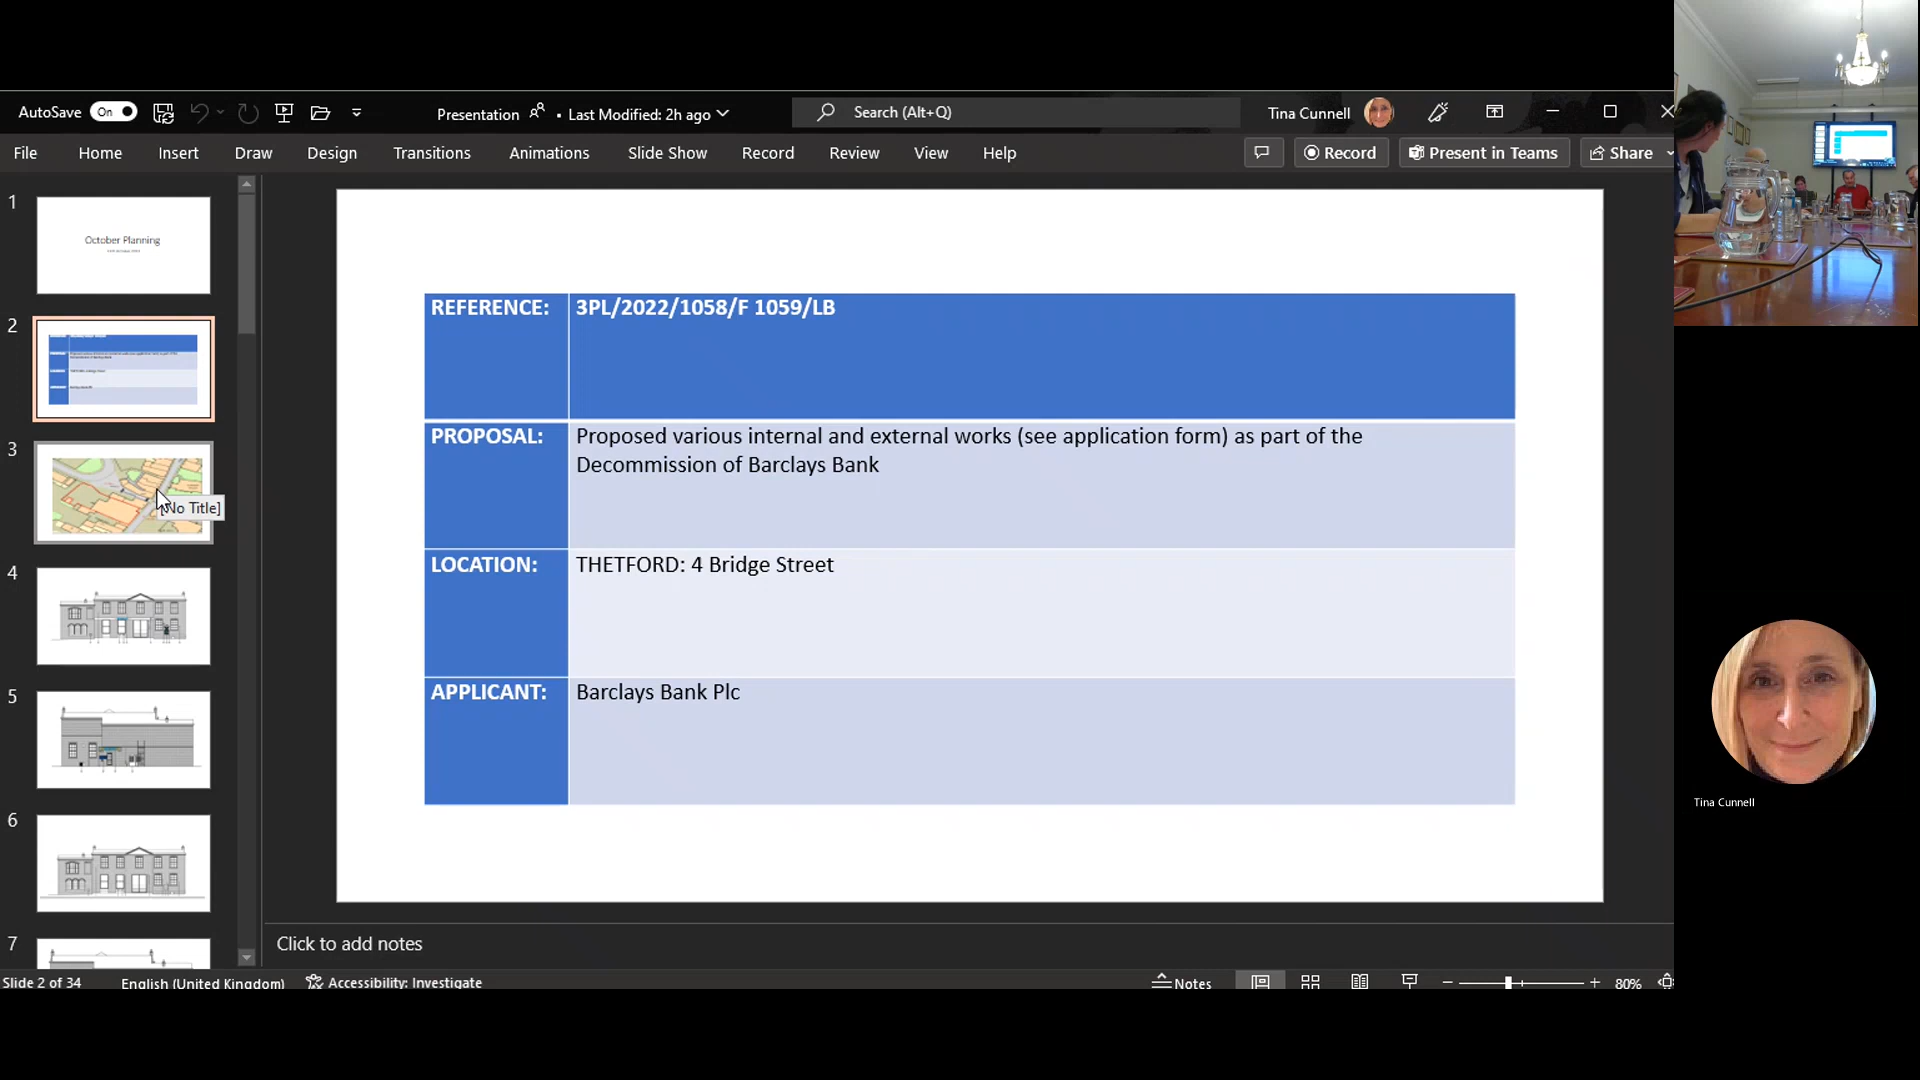 AutoSave On
Presentation • Last Modified: 2h ago
Search (Alt+Q)
Tina Cunnell
File Home Insert Draw Design Transitions Animations Slide Show Record Review View Help
Record
Present in Teams
Share
1
October Planning
2
3
[No Title]
4
5
6
7
REFERENCE: 3PL/2022/1058/F 1059/LB
PROPOSAL: Proposed various internal and external works (see application form) as part of the
Decommission of Barclays Bank
LOCATION: THETFORD: 4 Bridge Street
APPLICANT: Barclays Bank Plc
Click to add notes
Slide 2 of 34
English (United Kingdom)
Accessibility: Investigate
Notes
80%
Tina Cunnell